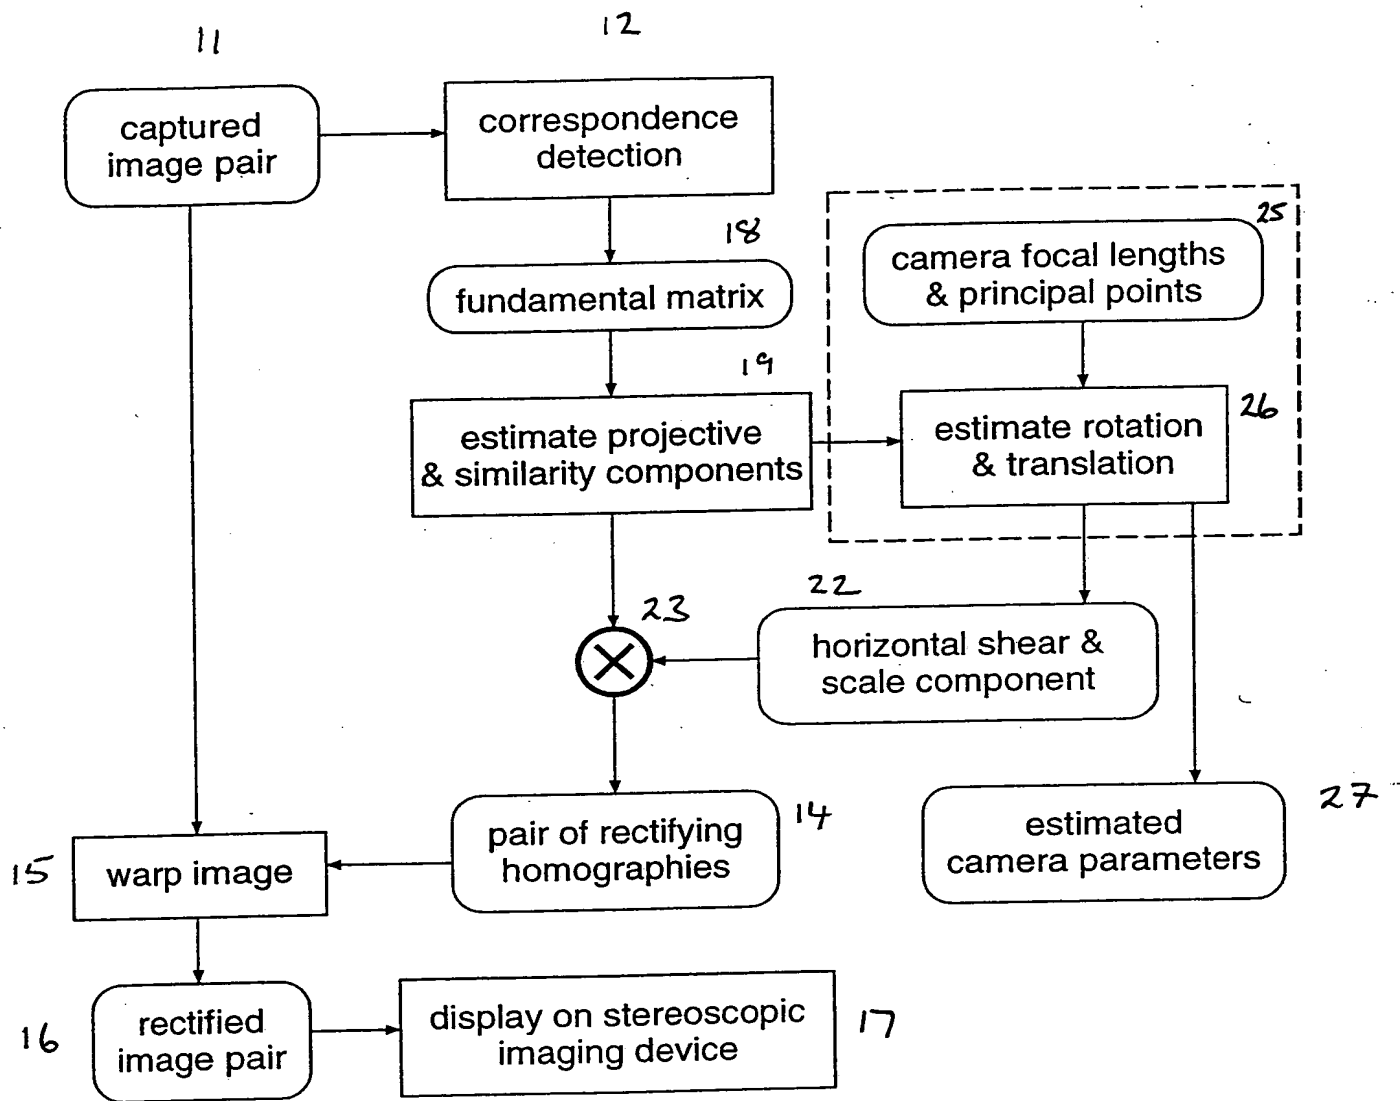 11
12
captured
image pair
correspondence
detection
18
fundamental matrix
25
camera focal lengths
& principal points
19
estimate projective
& similarity components
26
estimate rotation
& translation
22
horizontal shear &
scale component
23
14
pair of rectifying
homographies
27
estimated
camera parameters
15
warp image
16
rectified
image pair
display on stereoscopic
imaging device
17